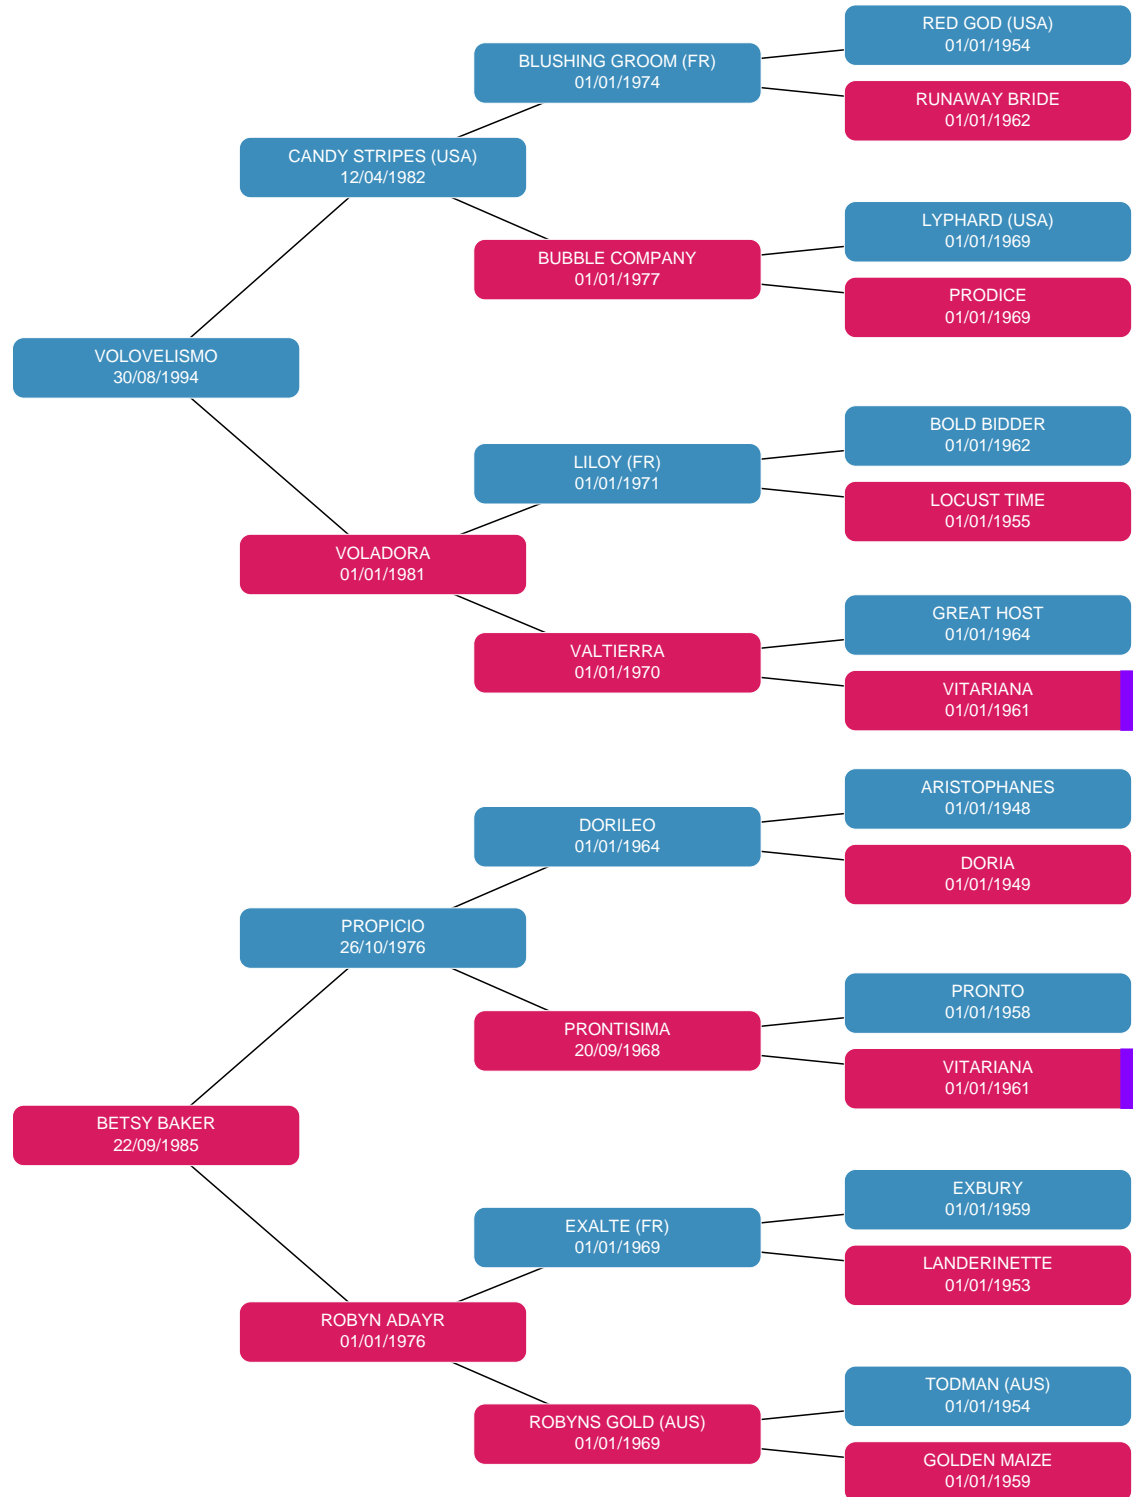 RED GOD (USA)
01/01/1954
BLUSHING GROOM (FR)
01/01/1974
RUNAWAY BRIDE
01/01/1962
CANDY STRIPES (USA)
12/04/1982
LYPHARD (USA)
01/01/1969
BUBBLE COMPANY
01/01/1977
PRODICE
01/01/1969
VOLOVELISMO
30/08/1994
BOLD BIDDER
01/01/1962
LILOY (FR)
01/01/1971
LOCUST TIME
01/01/1955
VOLADORA
01/01/1981
GREAT HOST
01/01/1964
VALTIERRA
01/01/1970
VITARIANA
01/01/1961
ARISTOPHANES
01/01/1948
DORILEO
01/01/1964
DORIA
01/01/1949
PROPICIO
26/10/1976
PRONTO
01/01/1958
PRONTISIMA
20/09/1968
VITARIANA
01/01/1961
BETSY BAKER
22/09/1985
EXBURY
01/01/1959
EXALTE (FR)
01/01/1969
LANDERINETTE
01/01/1953
ROBYN ADAYR
01/01/1976
TODMAN (AUS)
01/01/1954
ROBYNS GOLD (AUS)
01/01/1969
GOLDEN MAIZE
01/01/1959